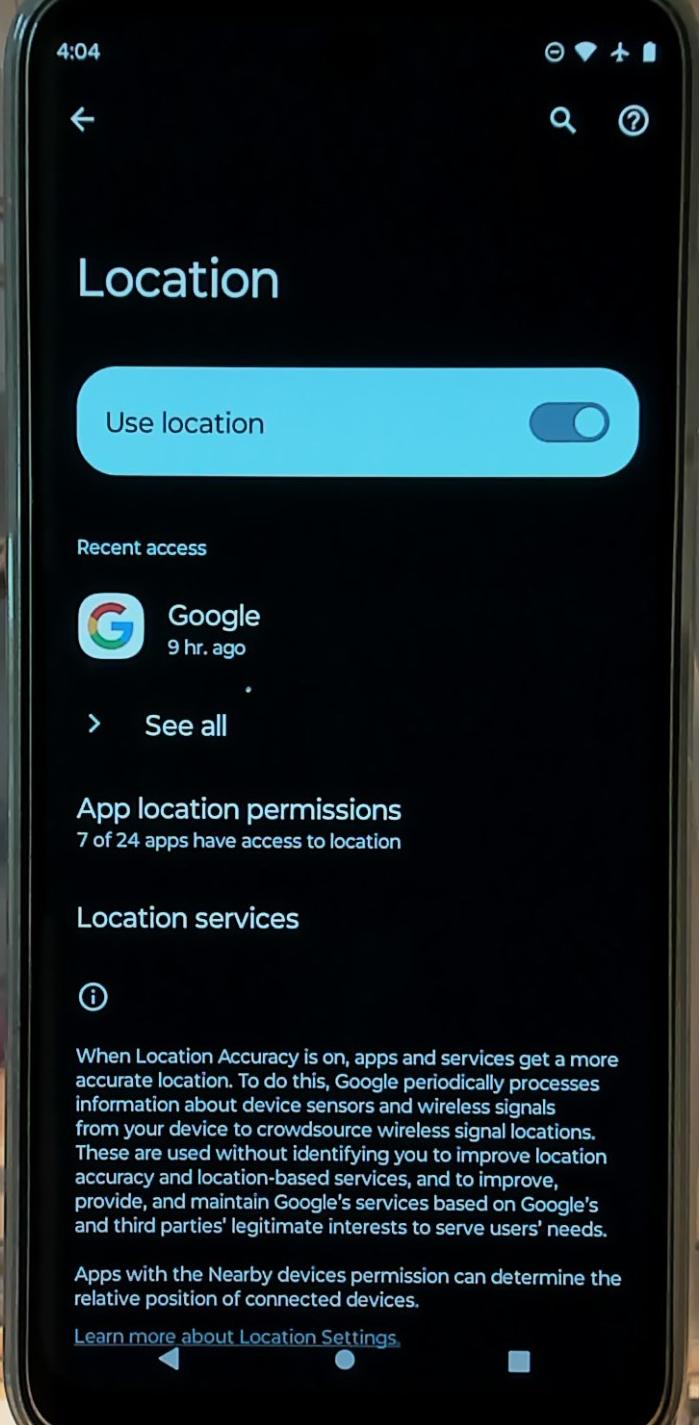 4:04
Location
Use location
Recent access
Google
9 hr. ago
See all
App location permissions
7 of 24 apps have access to location
Location services
When Location Accuracy is on, apps and services get a more
accurate location. To do this, Google periodically processes
information about device sensors and wireless signals
from your device to crowdsource wireless signal locations.
These are used without identifying you to improve location
accuracy and location-based services, and to improve,
provide, and maintain Google's services based on Google's
and third parties' legitimate interests to serve users' needs.
Apps with the Nearby devices permission can determine the
relative position of connected devices.
Learn more about Location Settings.